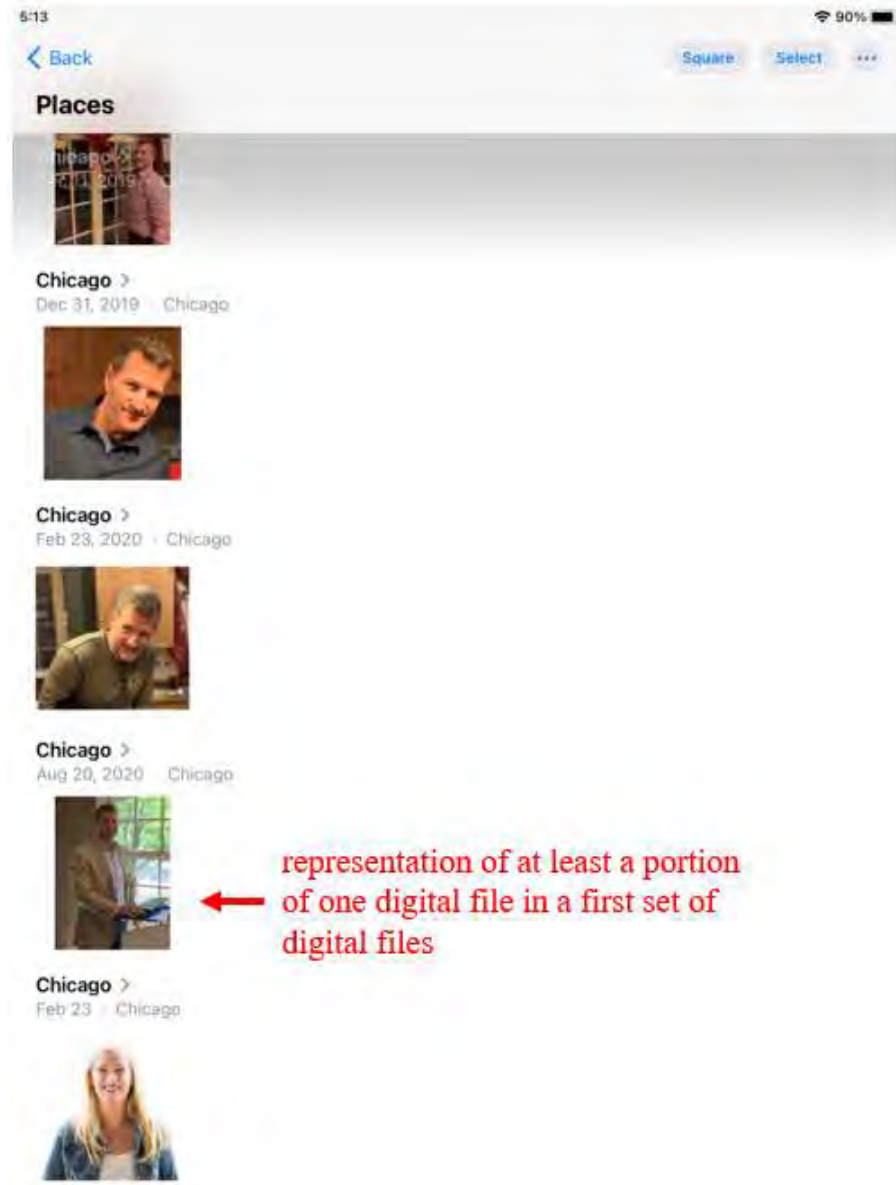 5:13 90%
Back Square Select ...
Places
Chicago >
2019
Chicago >
Dec 31, 2019 · Chicago
Chicago >
Feb 23, 2020 · Chicago
Chicago >
Aug 20, 2020 · Chicago
representation of at least a portion
of one digital file in a first set of
digital files
Chicago >
Feb 23 · Chicago